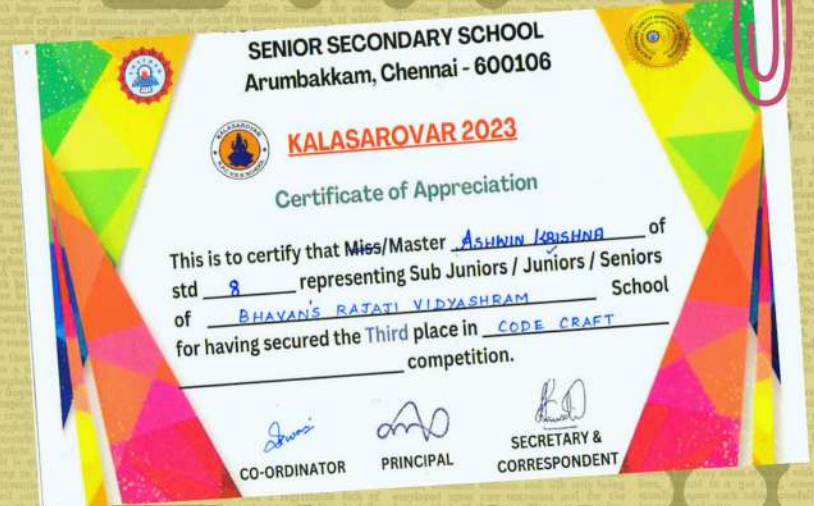 SENIOR SECONDARY SCHOOL
Arumbakkam, Chennai - 600106
KALASAROVAR
KALASAROVAR 2023
Certificate of Appreciation
This is to certify that Miss/Master ASHWIN KRISHNA of
std 8 representing Sub Juniors / Juniors / Seniors
of BHAVAN'S RAJAJI VIDYASHRAM School
for having secured the Third place in CODE CRAFT
competition.
CO-ORDINATOR PRINCIPAL SECRETARY &
CORRESPONDENT